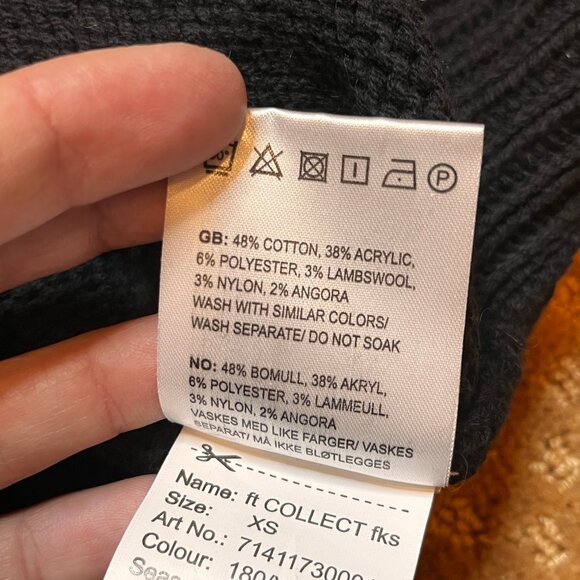 P
GB: 48% COTTON, 38% ACRYLIC,
6% POLYESTER, 3% LAMBSWOOL,
3% NYLON, 2% ANGORA
WASH WITH SIMILAR COLORS/
WASH SEPARATE/ DO NOT SOAK
NO: 48% BOMULL, 38% AKRYL,
6% POLYESTER, 3% LAMMEULL,
3% NYLON, 2% ANGORA
VASKES MED LIKE FARGER/ VASKES
SEPARAT/ MÅ IKKE BLØTLEGGES
Name: ft COLLECT fks
Size: XS
Art No.: 7141173000
Colour: 180/